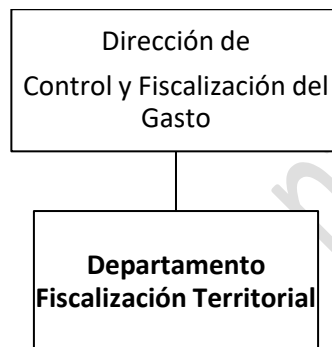 Dirección de
Control y Fiscalización del
Gasto
Departamento
Fiscalización Territorial